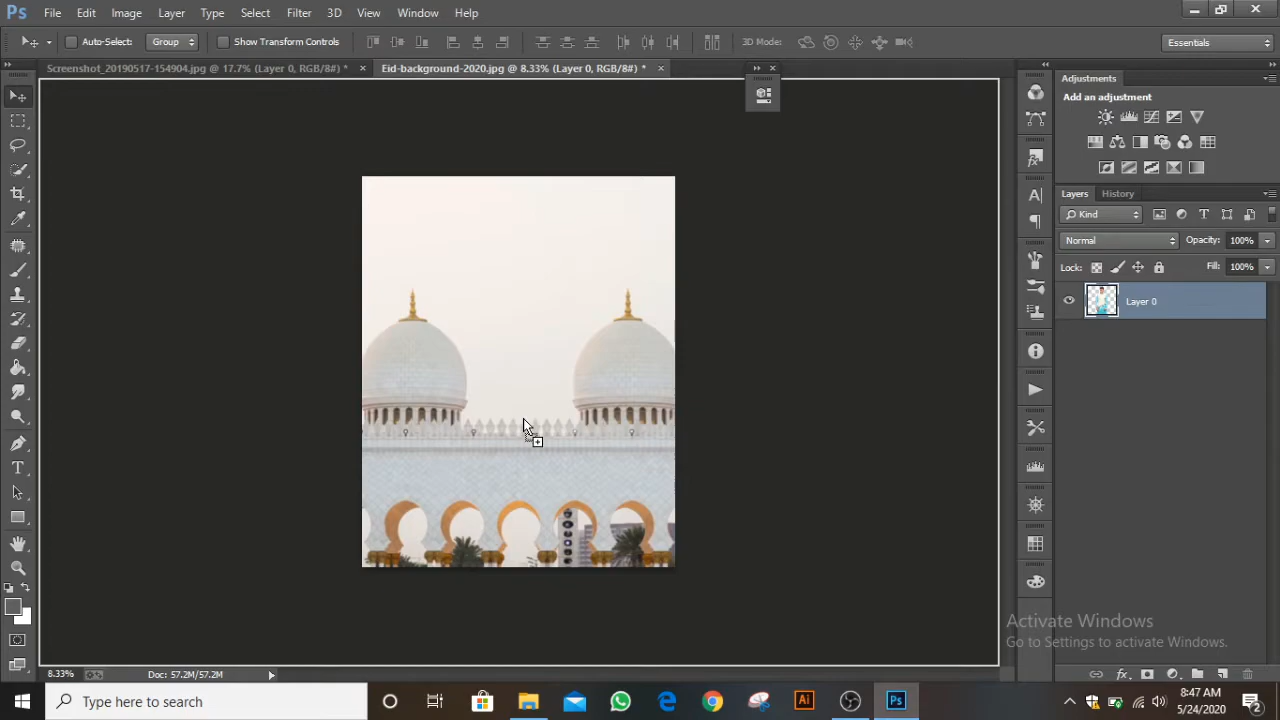 Ps File Edit Image Layer Type Select Filter 3D View Window Help
Auto-Select: Group Show Transform Controls 3D Mode: Essentials
Screenshot_20190517-154904.jpg @ 17.7% (Layer 0, RGB/8#) * × Eid-background-2020.jpg @ 8.33% (Layer 0, RGB/8#) * ×
Adjustments
Add an adjustment
Layers History
Kind
Normal Opacity: 100%
Lock: Fill: 100%
Layer 0
Activate Windows
Go to Settings to activate Windows.
8.33% Doc: 57.2M/57.2M
Type here to search
Ai Ps
8:47 AM
5/24/2020
2